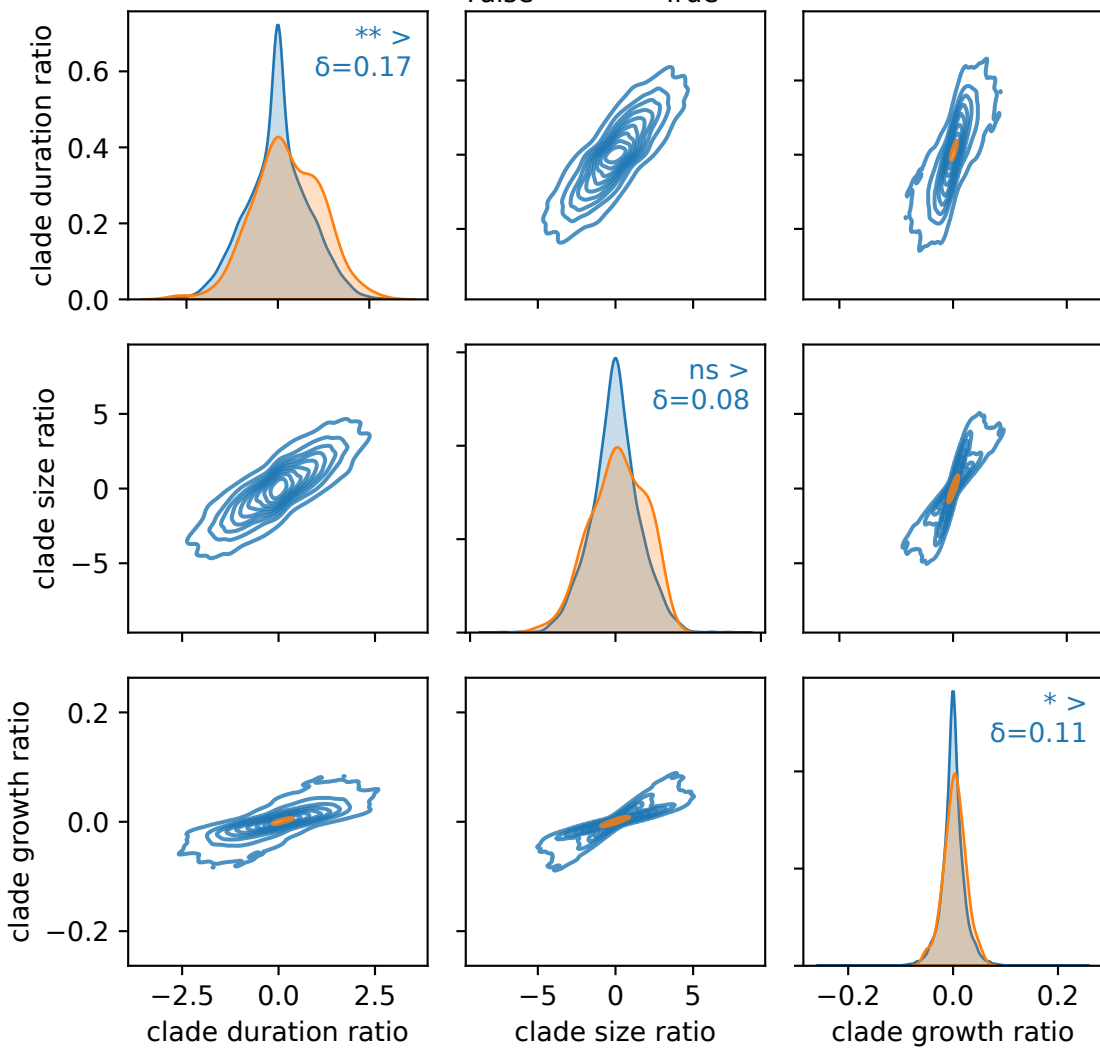 ** >
δ=0.17
clade duration ratio
0.6
0.4
0.2
0.0
ns >
δ=0.08
clade size ratio
5
0
−5
* >
δ=0.11
clade growth ratio
0.2
0.0
−0.2
−2.5 0.0 2.5
−5 0 5
−0.2 0.0 0.2
clade duration ratio
clade size ratio
clade growth ratio